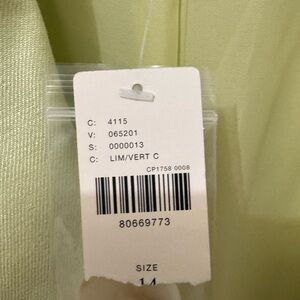 C: 4115
V: 065201
S: 0000013
C: LIM/VERT C
CP1758 0008
80669773
SIZE
14